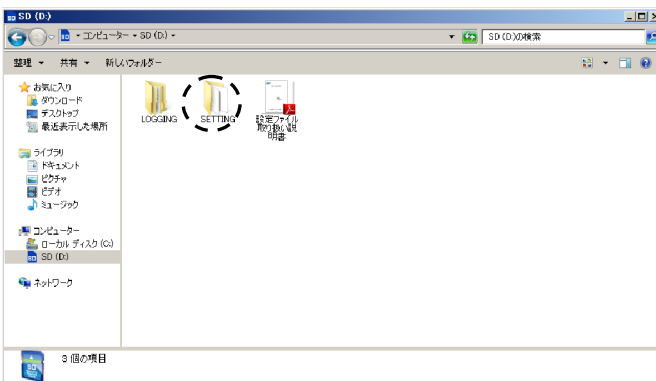 SD (D:)
コンピューター ▾ SD (D:) ▾
SD (D:)の検索
整理 ▾ 共有 ▾ 新しいフォルダー
お気に入り
ダウンロード
デスクトップ
最近表示した場所
ライブラリ
ドキュメント
ピクチャ
ビデオ
ミュージック
コンピューター
ローカル ディスク (C:)
SD (D:)
ネットワーク
LOGGING
SETTING
設定ファイル
取り扱い説
明書
3 個の項目